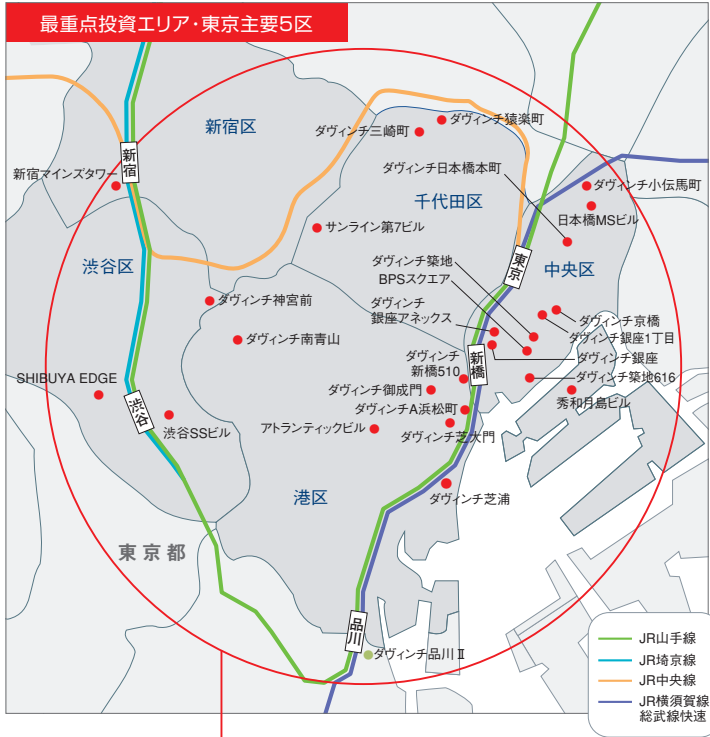 最重点投資エリア・東京主要5区
新宿区
ダヴィンチ三崎町
ダヴィンチ猿楽町
新宿
新宿マインズタワー
ダヴィンチ日本橋本町
千代田区
ダヴィンチ小伝馬町
日本橋MSビル
サンライン第7ビル
渋谷区
東京
中央区
ダヴィンチ築地
BPSスクエア
ダヴィンチ神宮前
ダヴィンチ
銀座アネックス
ダヴィンチ京橋
ダヴィンチ銀座1丁目
ダヴィンチ南青山
ダヴィンチ銀座
新橋
ダヴィンチ
新橋510
SHIBUYA EDGE
ダヴィンチ御成門
ダヴィンチ築地616
秀和月島ビル
渋谷
ダヴィンチA浜松町
渋谷SSビル
アトランティックビル
ダヴィンチ芝大門
港区
ダヴィンチ芝浦
東京都
品川
ダヴィンチ品川Ⅱ
JR山手線
JR埼京線
JR中央線
JR横須賀線
総武線快速